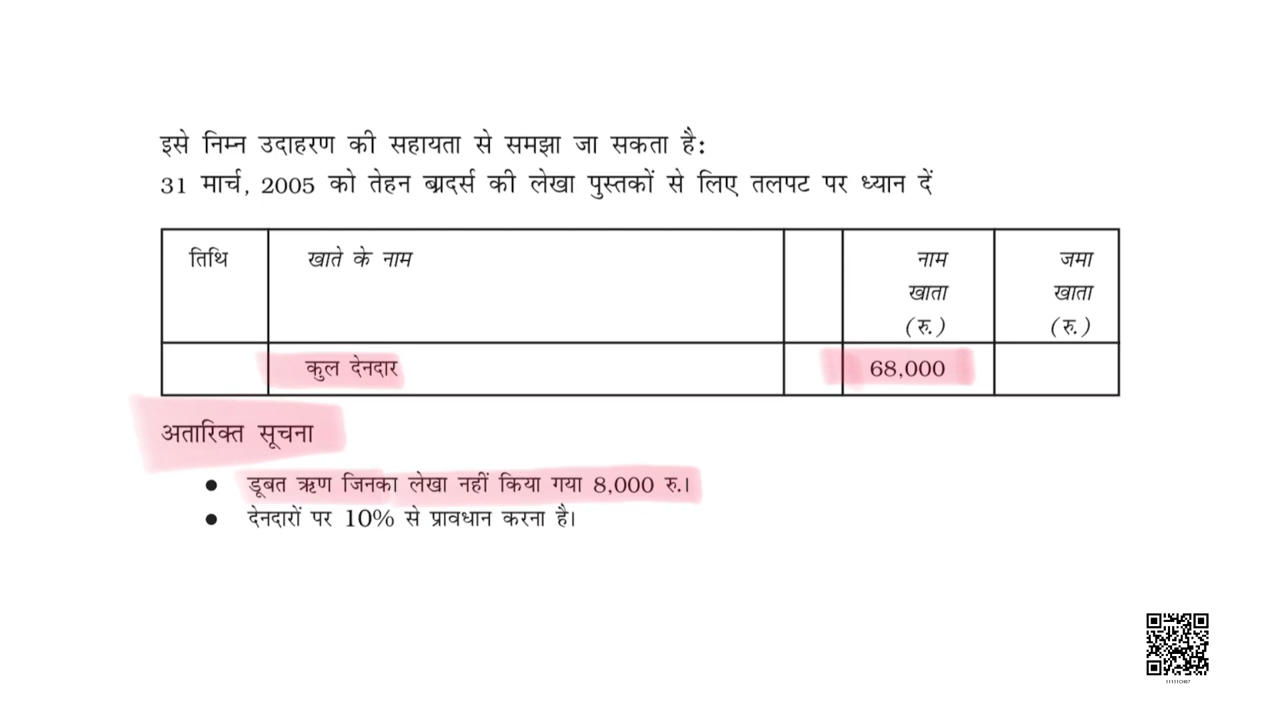 इसे निम्न उदाहरण की सहायता से समझा जा सकता है:
31 मार्च, 2005 को तेहन ब्रादर्स की लेखा पुस्तकों से लिए तलपट पर ध्यान दें
तिथि खाते के नाम नाम जमा
खाता खाता
(रु.) (रु.)
कुल देनदार 68,000
अतारिक्त सूचना
● डूबत ऋण जिनका लेखा नहीं किया गया 8,000 रु.।
● देनदारों पर 10% से प्रावधान करना है।